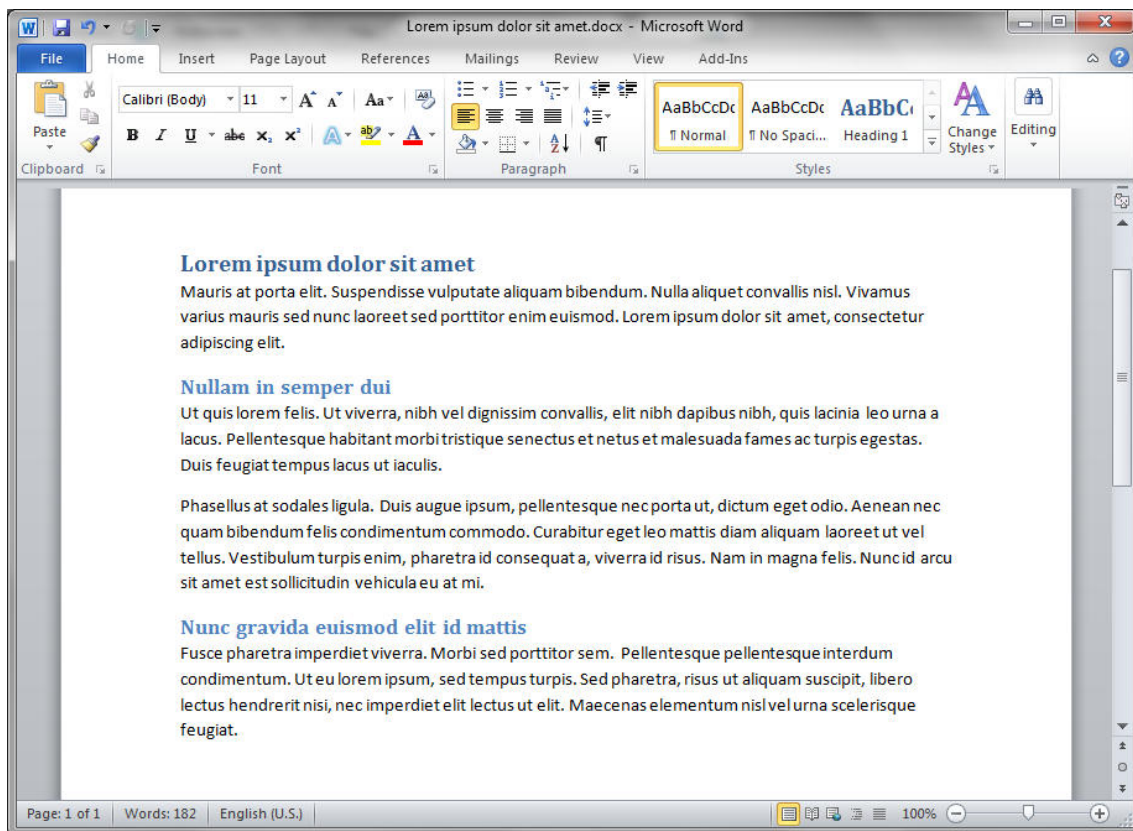 Lorem ipsum dolor sit amet.docx - Microsoft Word
File Home Insert Page Layout References Mailings Review View Add-Ins
Calibri (Body) 11 A A Aa
Paste B I U abc x₂ x² A ab A
AaBbCcDc AaBbCcDc AaBbC
¶ Normal ¶ No Spaci... Heading 1
Change Styles
Editing
Clipboard Font Paragraph Styles
Lorem ipsum dolor sit amet
Mauris at porta elit. Suspendisse vulputate aliquam bibendum. Nulla aliquet convallis nisl. Vivamus
varius mauris sed nunc laoreet sed porttitor enim euismod. Lorem ipsum dolor sit amet, consectetur
adipiscing elit.
Nullam in semper dui
Ut quis lorem felis. Ut viverra, nibh vel dignissim convallis, elit nibh dapibus nibh, quis lacinia leo urna a
lacus. Pellentesque habitant morbi tristique senectus et netus et malesuada fames ac turpis egestas.
Duis feugiat tempus lacus ut iaculis.
Phasellus at sodales ligula. Duis augue ipsum, pellentesque nec porta ut, dictum eget odio. Aenean nec
quam bibendum felis condimentum commodo. Curabitur eget leo mattis diam aliquam laoreet ut vel
tellus. Vestibulum turpis enim, pharetra id consequat a, viverra id risus. Nam in magna felis. Nunc id arcu
sit amet est sollicitudin vehicula eu at mi.
Nunc gravida euismod elit id mattis
Fusce pharetra imperdiet viverra. Morbi sed porttitor sem. Pellentesque pellentesque interdum
condimentum. Ut eu lorem ipsum, sed tempus turpis. Sed pharetra, risus ut aliquam suscipit, libero
lectus hendrerit nisi, nec imperdiet elit lectus ut elit. Maecenas elementum nisl vel urna scelerisque
feugiat.
Page: 1 of 1 Words: 182 English (U.S.) 100%